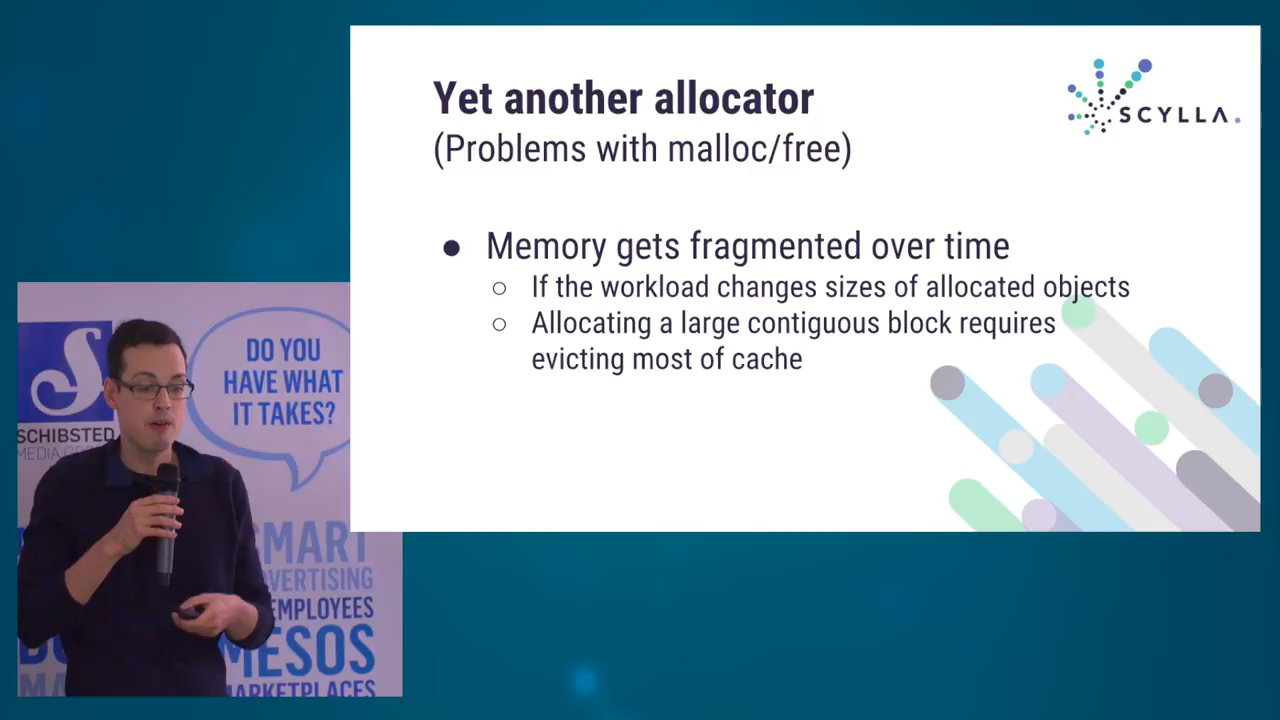 Yet another allocator
(Problems with malloc/free)
SCYLLA.
● Memory gets fragmented over time
○ If the workload changes sizes of allocated objects
○ Allocating a large contiguous block requires
evicting most of cache
DO YOU
HAVE WHAT
IT TAKES?
SCHIBSTED
SMART
EMPLOYEES
MESOS
MARKETPLACES